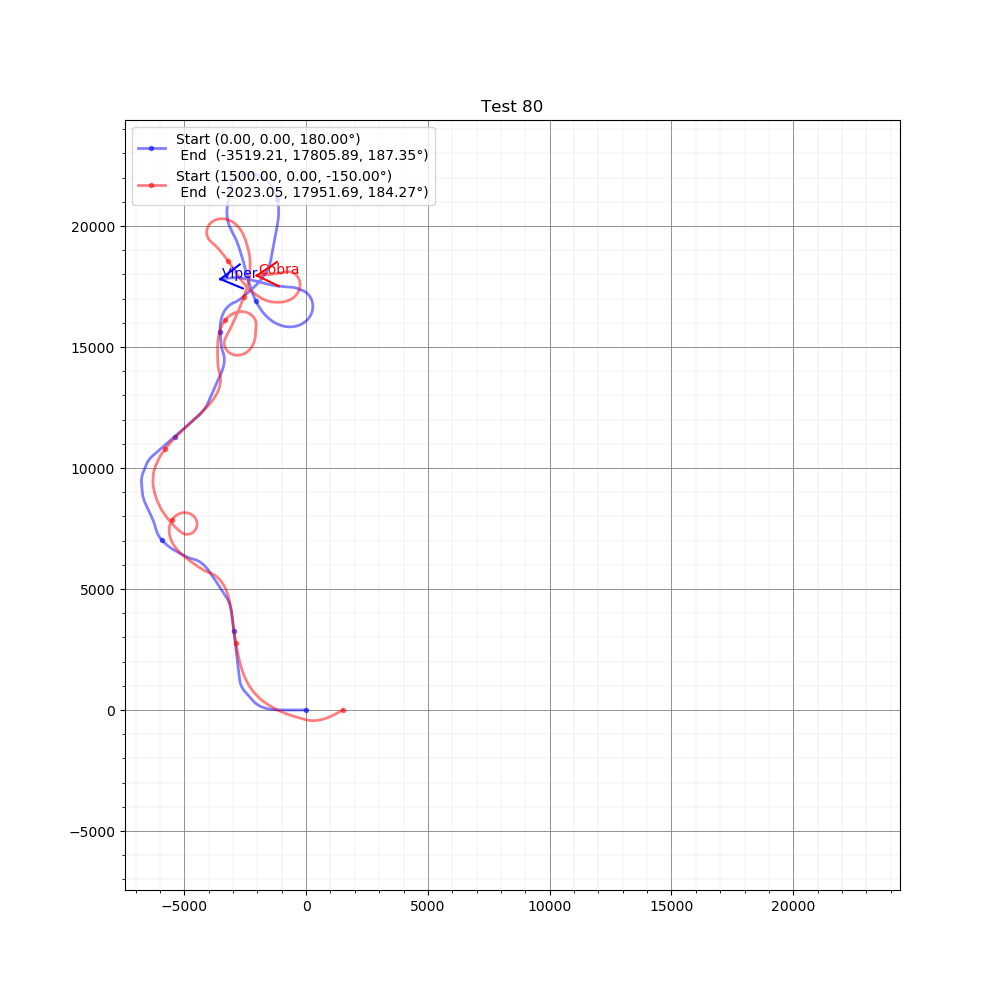 Test 80
Start (0.00, 0.00, 180.00°)
End (-3519.21, 17805.89, 187.35°)
Start (1500.00, 0.00, -150.00°)
End (-2023.05, 17951.69, 184.27°)
20000
Viper
Cobra
15000
10000
5000
0
−5000
−5000 0 5000 10000 15000 20000